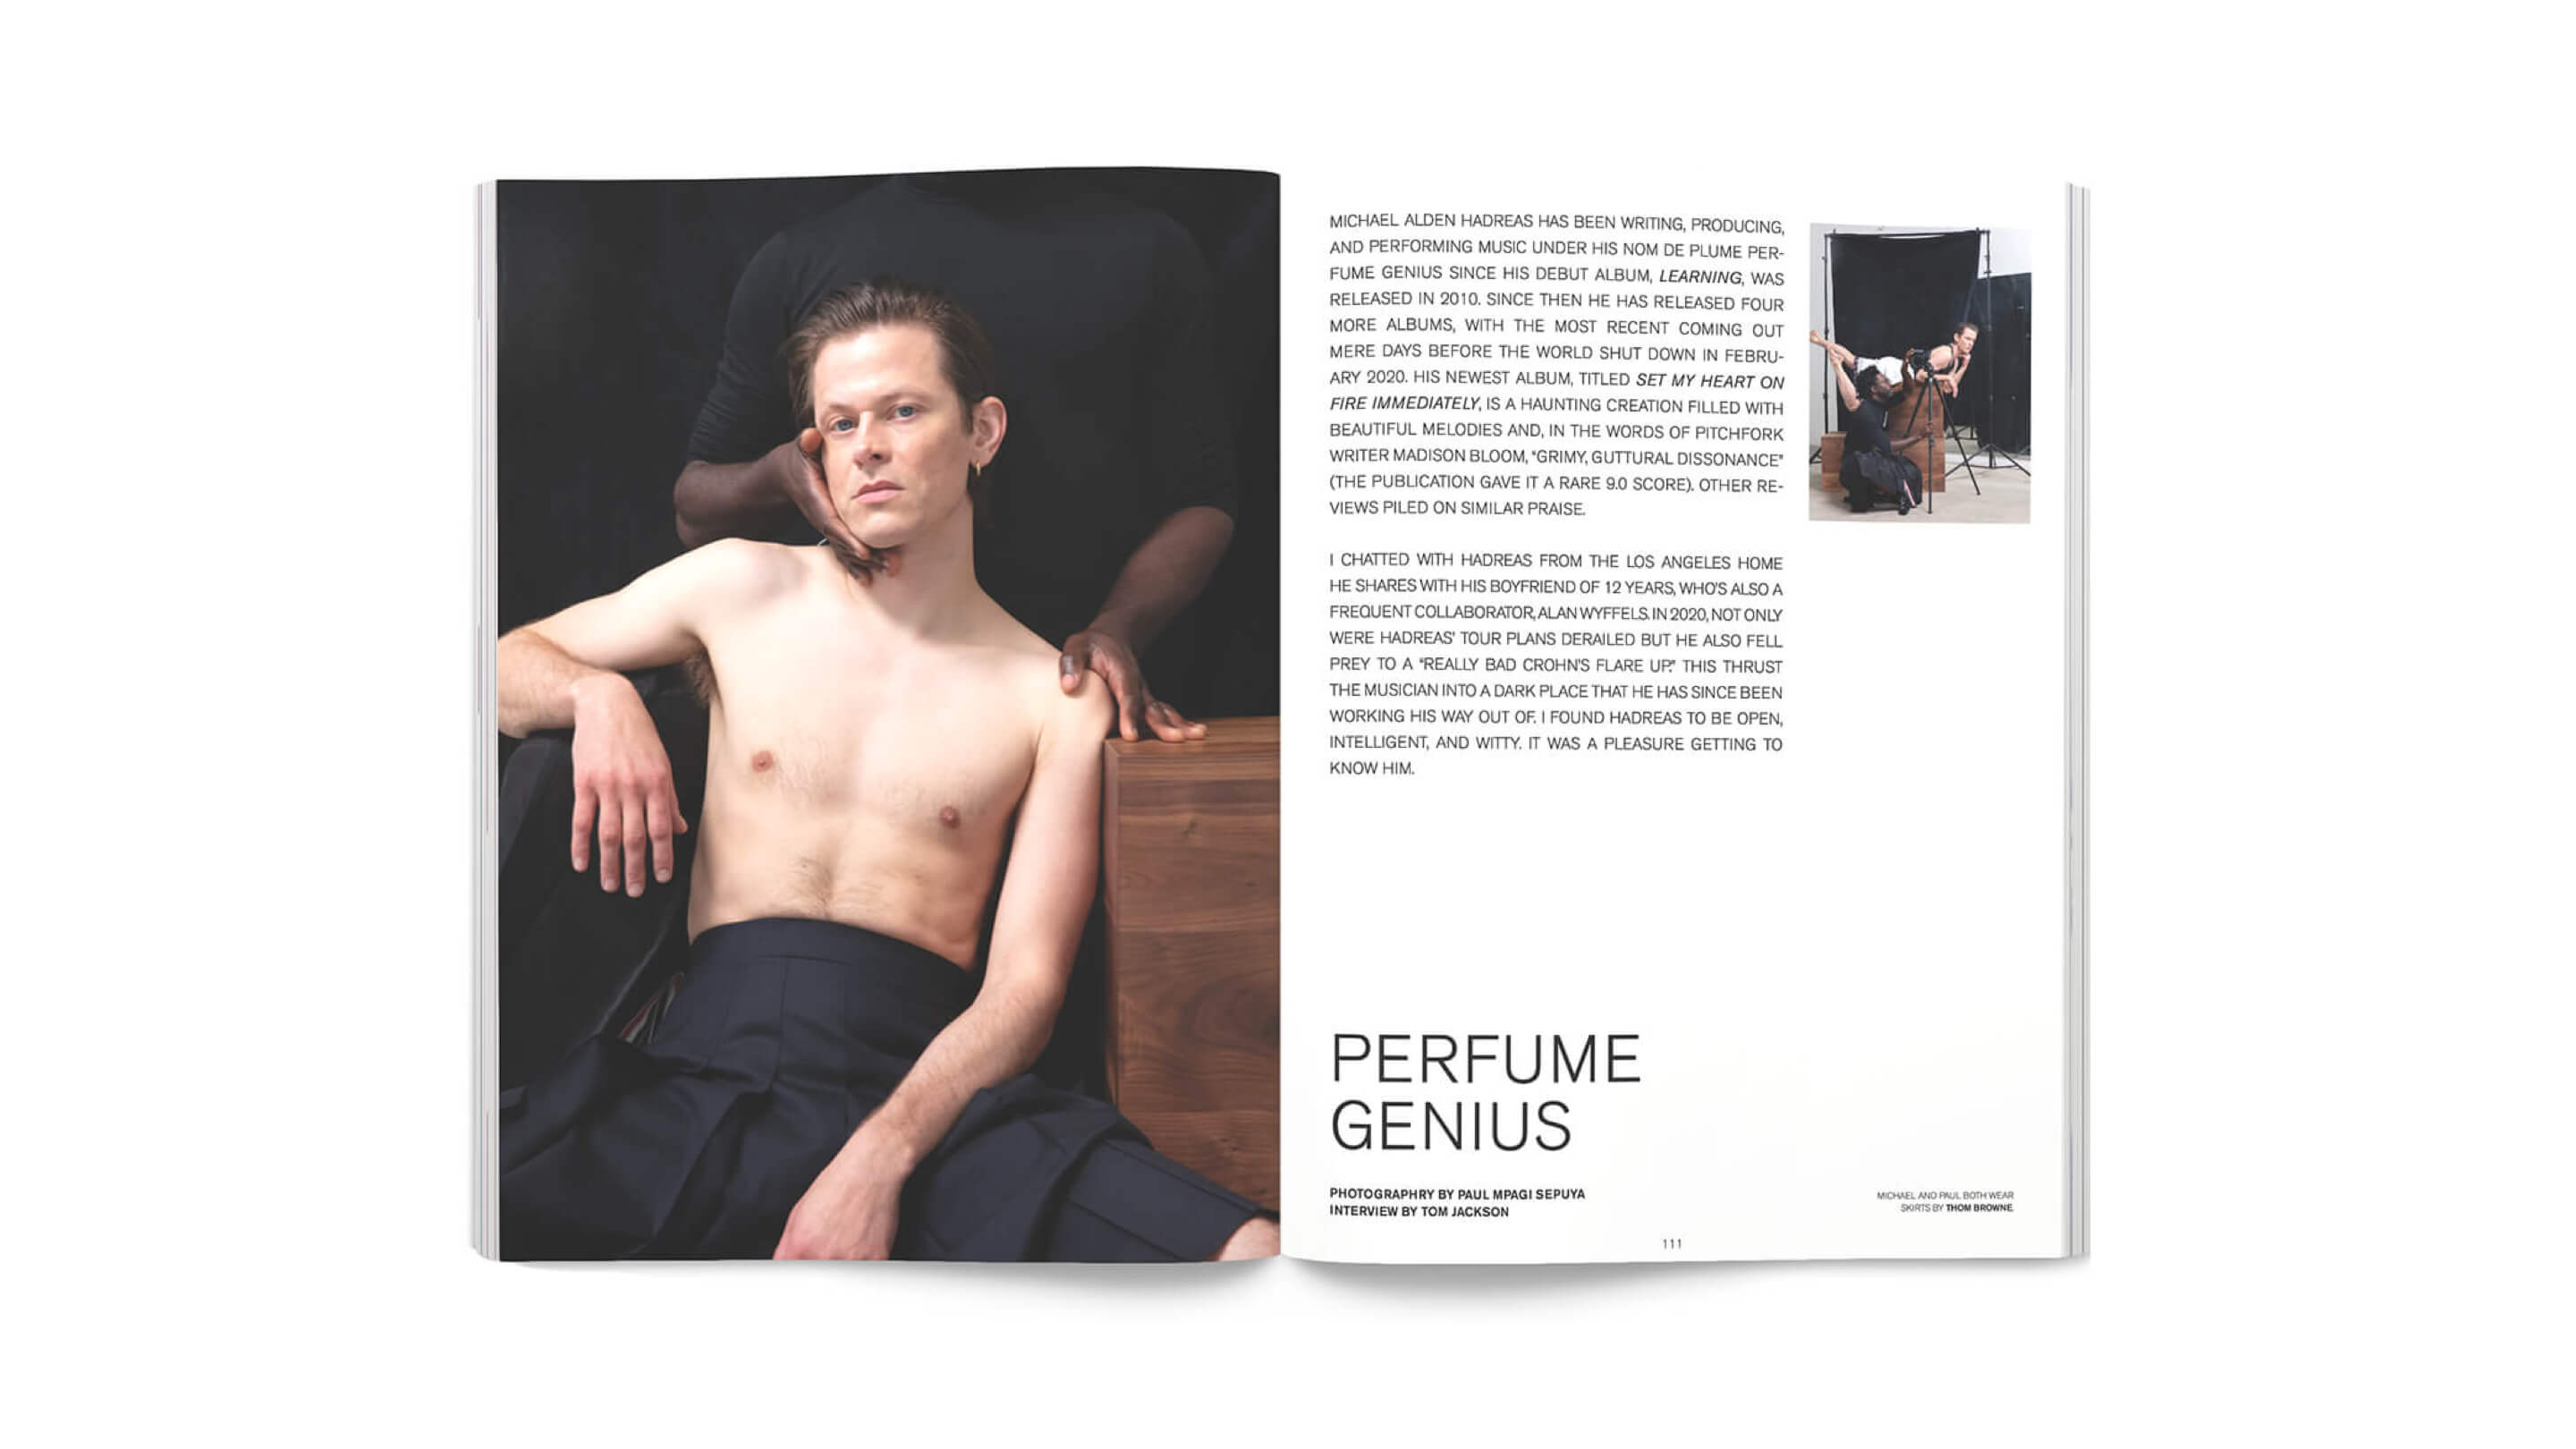 MICHAEL ALDEN HADREAS HAS BEEN WRITING, PRODUCING,
AND PERFORMING MUSIC UNDER HIS NOM DE PLUME PER-
FUME GENIUS SINCE HIS DEBUT ALBUM, LEARNING, WAS
RELEASED IN 2010. SINCE THEN HE HAS RELEASED FOUR
MORE ALBUMS, WITH THE MOST RECENT COMING OUT
MERE DAYS BEFORE THE WORLD SHUT DOWN IN FEBRU-
ARY 2020. HIS NEWEST ALBUM, TITLED SET MY HEART ON
FIRE IMMEDIATELY, IS A HAUNTING CREATION FILLED WITH
BEAUTIFUL MELODIES AND, IN THE WORDS OF PITCHFORK
WRITER MADISON BLOOM, "GRIMY, GUTTURAL DISSONANCE"
(THE PUBLICATION GAVE IT A RARE 9.0 SCORE). OTHER RE-
VIEWS PILED ON SIMILAR PRAISE.
I CHATTED WITH HADREAS FROM THE LOS ANGELES HOME
HE SHARES WITH HIS BOYFRIEND OF 12 YEARS, WHO'S ALSO A
FREQUENT COLLABORATOR, ALAN WYFFELS. IN 2020, NOT ONLY
WERE HADREAS' TOUR PLANS DERAILED BUT HE ALSO FELL
PREY TO A "REALLY BAD CROHN'S FLARE UP." THIS THRUST
THE MUSICIAN INTO A DARK PLACE THAT HE HAS SINCE BEEN
WORKING HIS WAY OUT OF. I FOUND HADREAS TO BE OPEN,
INTELLIGENT, AND WITTY. IT WAS A PLEASURE GETTING TO
KNOW HIM.
PERFUME
GENIUS
PHOTOGRAPHRY BY PAUL MPAGI SEPUYA
INTERVIEW BY TOM JACKSON
MICHAEL AND PAUL BOTH WEAR
SKIRTS BY THOM BROWNE.
111